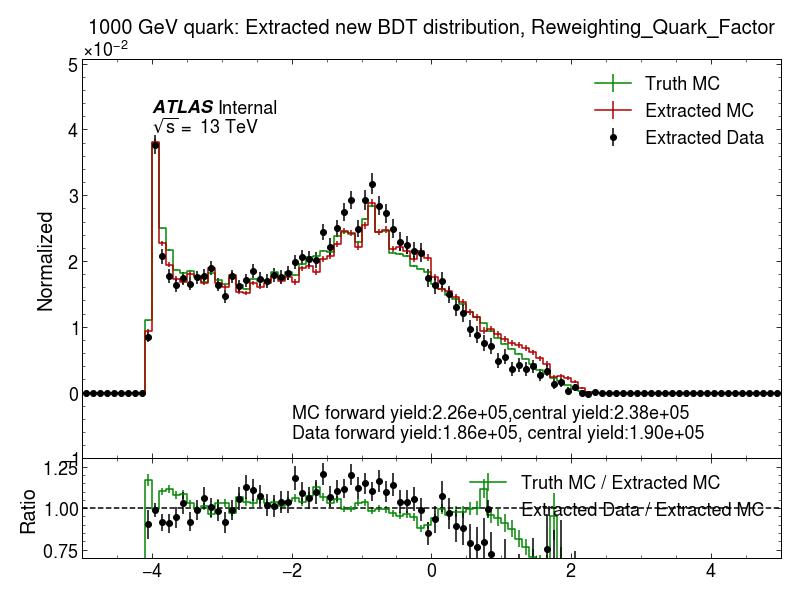 1000 GeV quark: Extracted new BDT distribution, Reweighting_Quark_Factor
×10⁻²
5
4
3
2
1
0
1
Normalized
ATLAS Internal
√s = 13 TeV
Truth MC
Extracted MC
Extracted Data
MC forward yield:2.26e+05,central yield:2.38e+05
Data forward yield:1.86e+05, central yield:1.90e+05
1.25
1.00
0.75
Ratio
Truth MC / Extracted MC
Extracted Data / Extracted MC
−4 −2 0 2 4